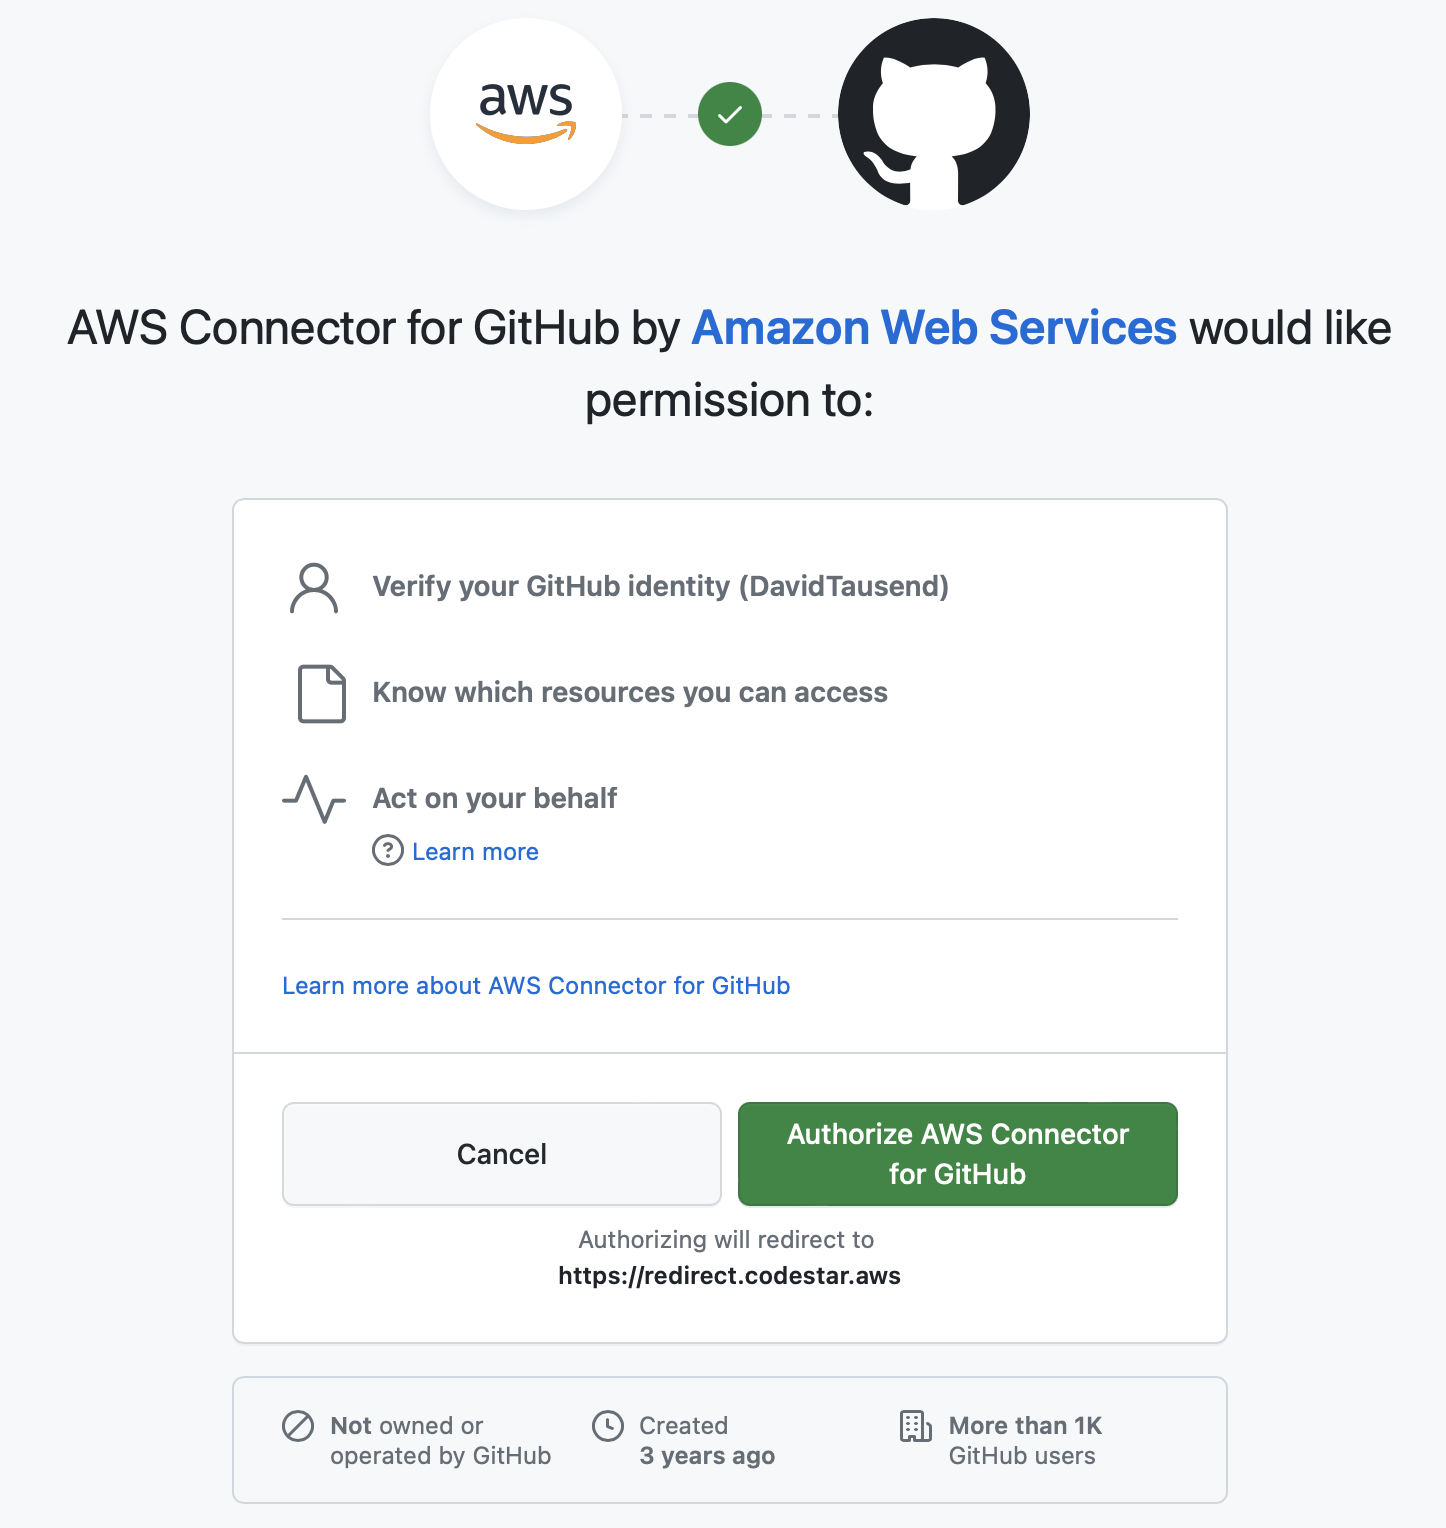 aws
AWS Connector for GitHub by Amazon Web Services would like
permission to:
Verify your GitHub identity (DavidTausend)
Know which resources you can access
Act on your behalf
Learn more
Learn more about AWS Connector for GitHub
Cancel
Authorize AWS Connector
for GitHub
Authorizing will redirect to
https://redirect.codestar.aws
Not owned or
operated by GitHub
Created
3 years ago
More than 1K
GitHub users